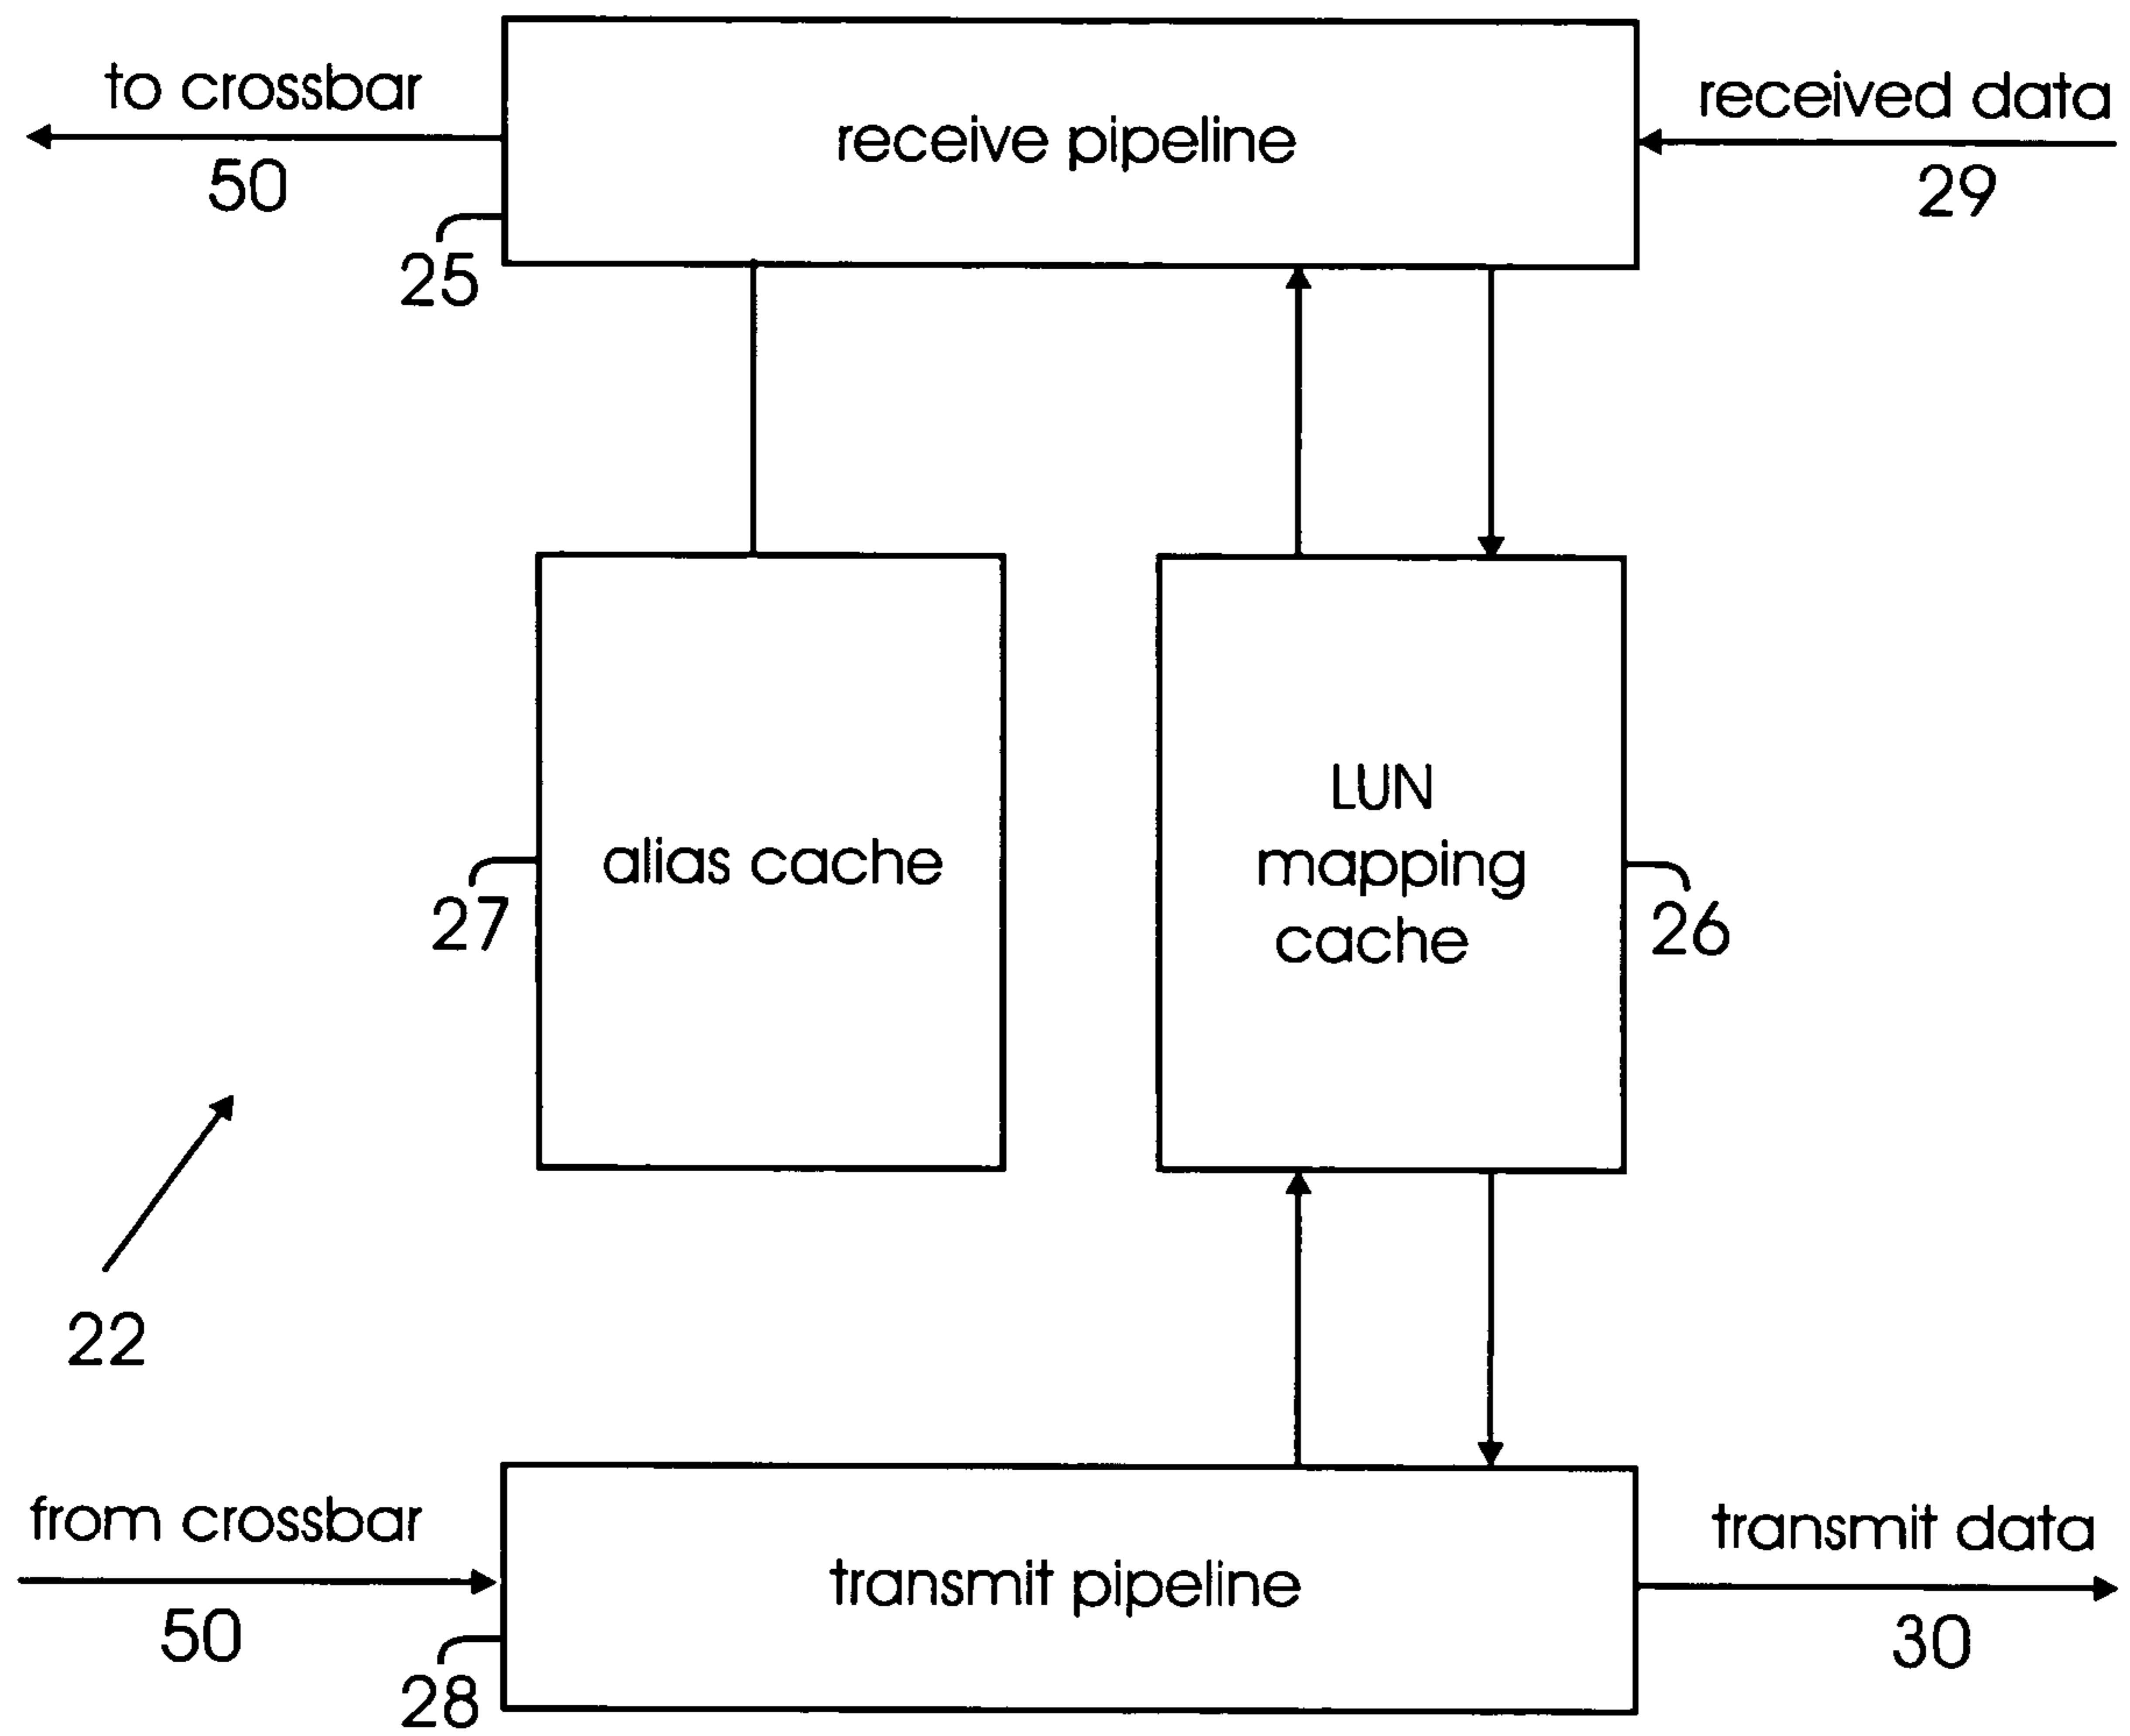 to crossbar
50
receive pipeline
received data
29
25
alias cache
27
LUN
mapping
cache
26
22
from crossbar
50
transmit pipeline
transmit data
30
28